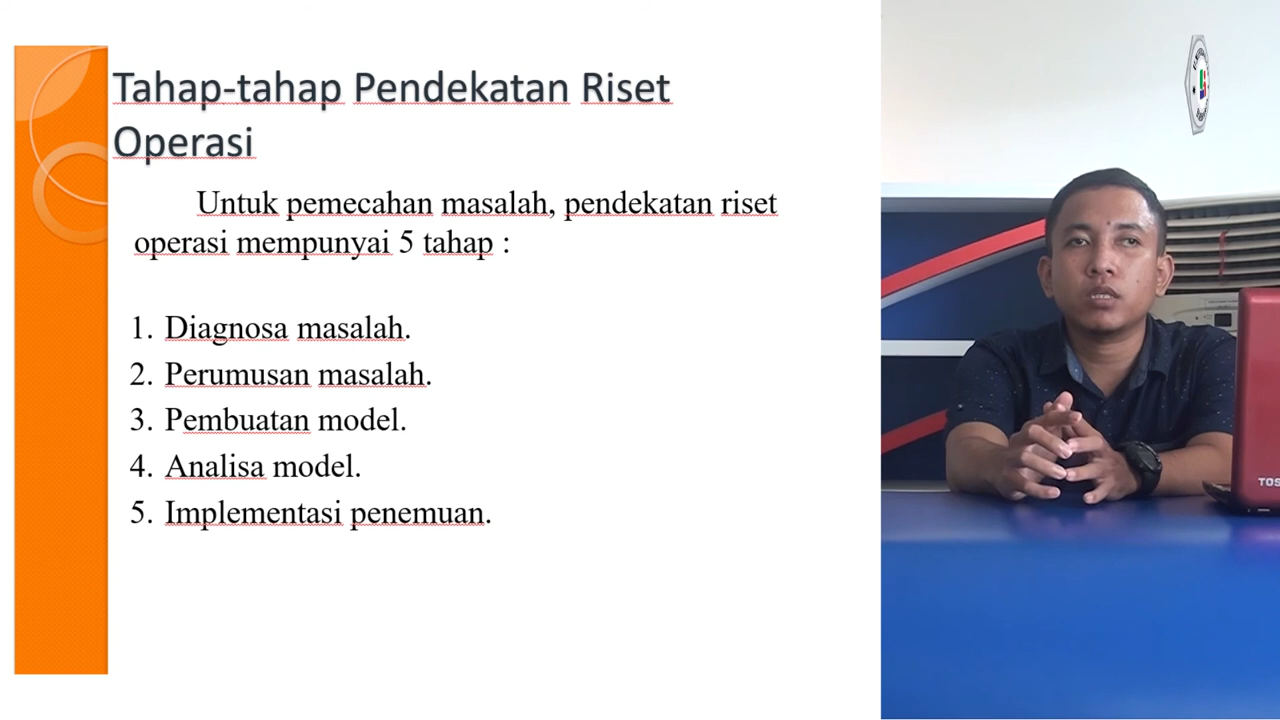 Tahap-tahap Pendekatan Riset
Operasi
Untuk pemecahan masalah, pendekatan riset
operasi mempunyai 5 tahap :
1. Diagnosa masalah.
2. Perumusan masalah.
3. Pembuatan model.
4. Analisa model.
5. Implementasi penemuan.
TOS